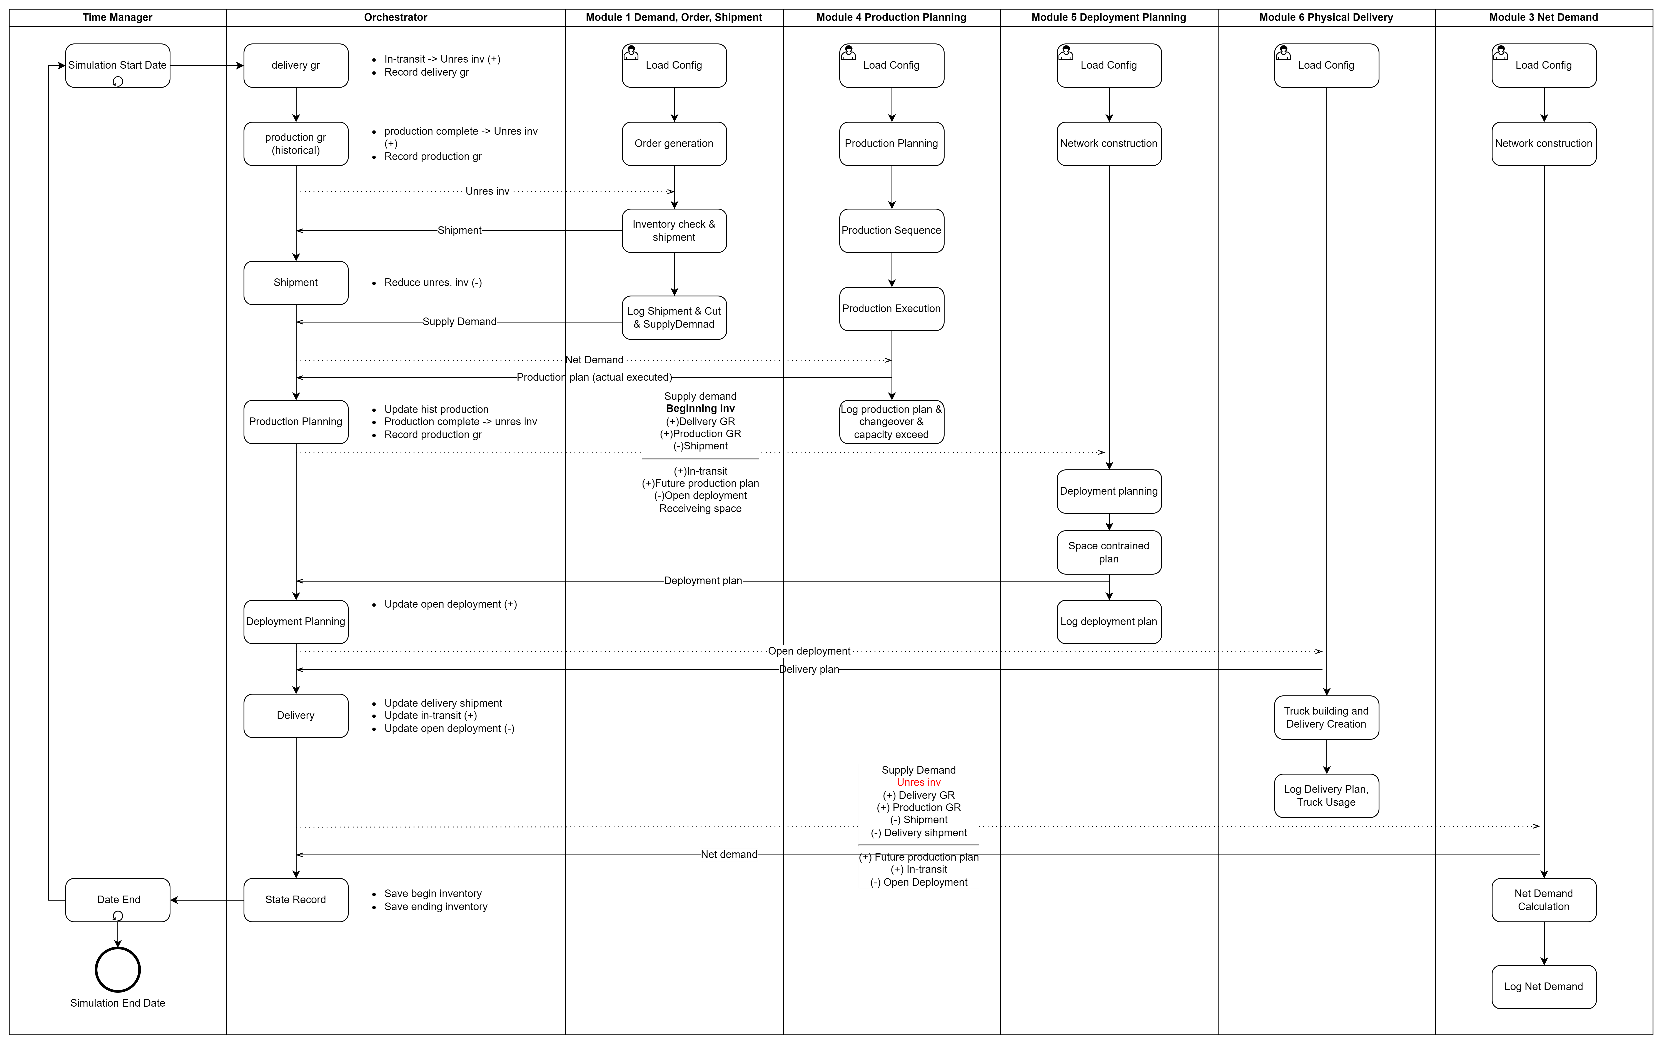 Time Manager
Orchestrator
Module 1 Demand, Order, Shipment
Module 4 Production Planning
Module 5 Deployment Planning
Module 6 Physical Delivery
Module 3 Net Demand
Simulation Start Date
delivery gr
• In-transit -> Unres inv (+)
• Record delivery gr
Load Config
Load Config
Load Config
Load Config
Load Config
production gr
(historical)
• production complete -> Unres inv
(+)
• Record production gr
Order generation
Production Planning
Network construction
Network construction
Unres inv
Inventory check &
shipment
Production Sequence
Shipment
Shipment
• Reduce unres. inv (-)
Log Shipment & Cut
& SupplyDemnad
Production Execution
Supply Demand
Net Demand
Production plan (actual executed)
Production Planning
• Update hist production
• Production complete -> unres inv
• Record production gr
Supply demand
Beginning Inv
(+)Delivery GR
(+)Production GR
(-)Shipment
(+)In-transit
(+)Future production plan
(-)Open deployment
Receiveing space
Log production plan &
changeover &
capacity exceed
Deployment planning
Space contrained
plan
Deployment plan
Deployment Planning
• Update open deployment (+)
Log deployment plan
Open deployment
Delivery plan
Delivery
• Update delivery shipment
• Update in-transit (+)
• Update open deployment (-)
Truck building and
Delivery Creation
Supply Demand
Unres inv
(+) Delivery GR
(+) Production GR
(-) Shipment
(-) Delivery sihpment
(+) Future production plan
(+) In-transit
(-) Open Deployment
Log Delivery Plan,
Truck Usage
Net demand
Date End
State Record
• Save begin Inventory
• Save ending inventory
Net Demand
Calculation
Simulation End Date
Log Net Demand